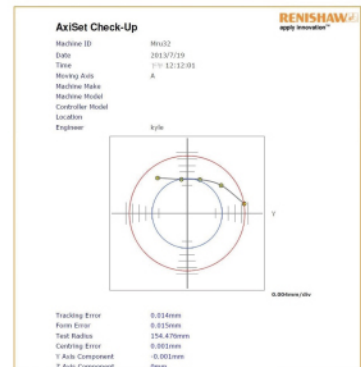 RENISHAW
apply innovation™
AxiSet Check-Up
Machine ID Mru32
Date 2013/7/19
Time 12:12:01
Moving Axis A
Machine Make
Machine Model
Controller Model
Location
Engineer kyle
Y
0.004mm/div
Tracking Error 0.014mm
Form Error 0.015mm
Test Radius 154.476mm
Centring Error 0.001mm
Y Axis Component -0.001mm
Z Axis Component 0mm